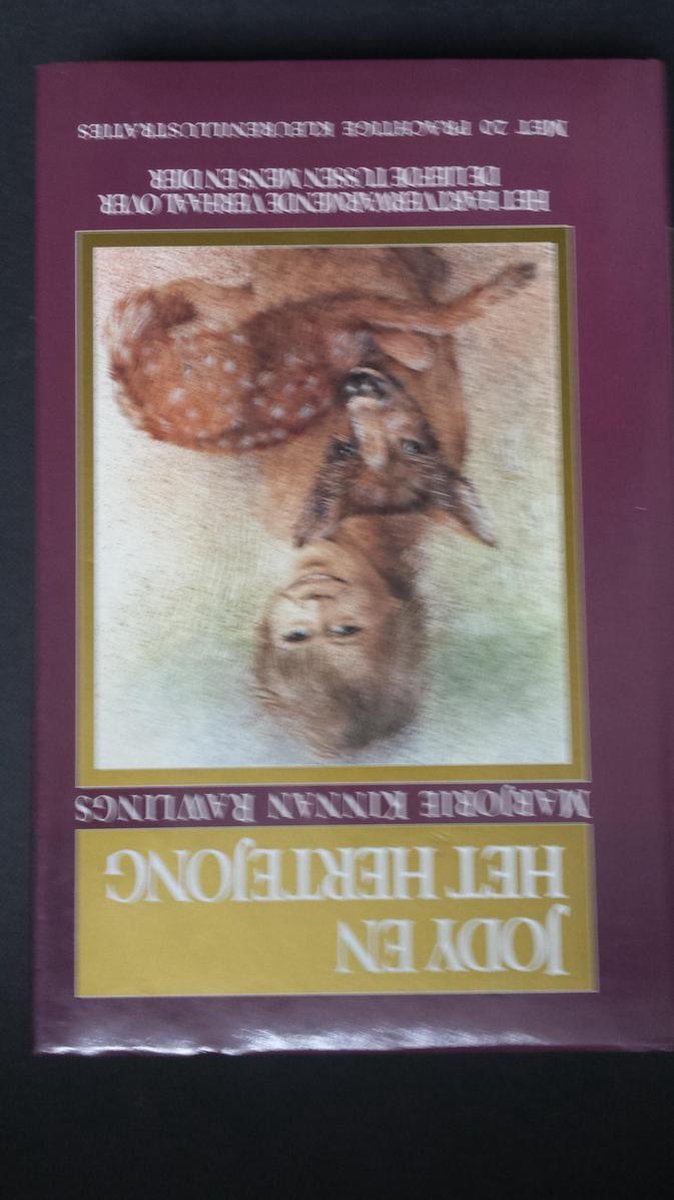 JODY EN
HET HERTEJONG
MARJORIE KINNAN RAWLINGS
HET HARTVERWARMENDE VERHAAL OVER
DE LIEFDE TUSSEN MENS EN DIER
MET 20 PRACHTIGE KLEURENILLUSTRATIES